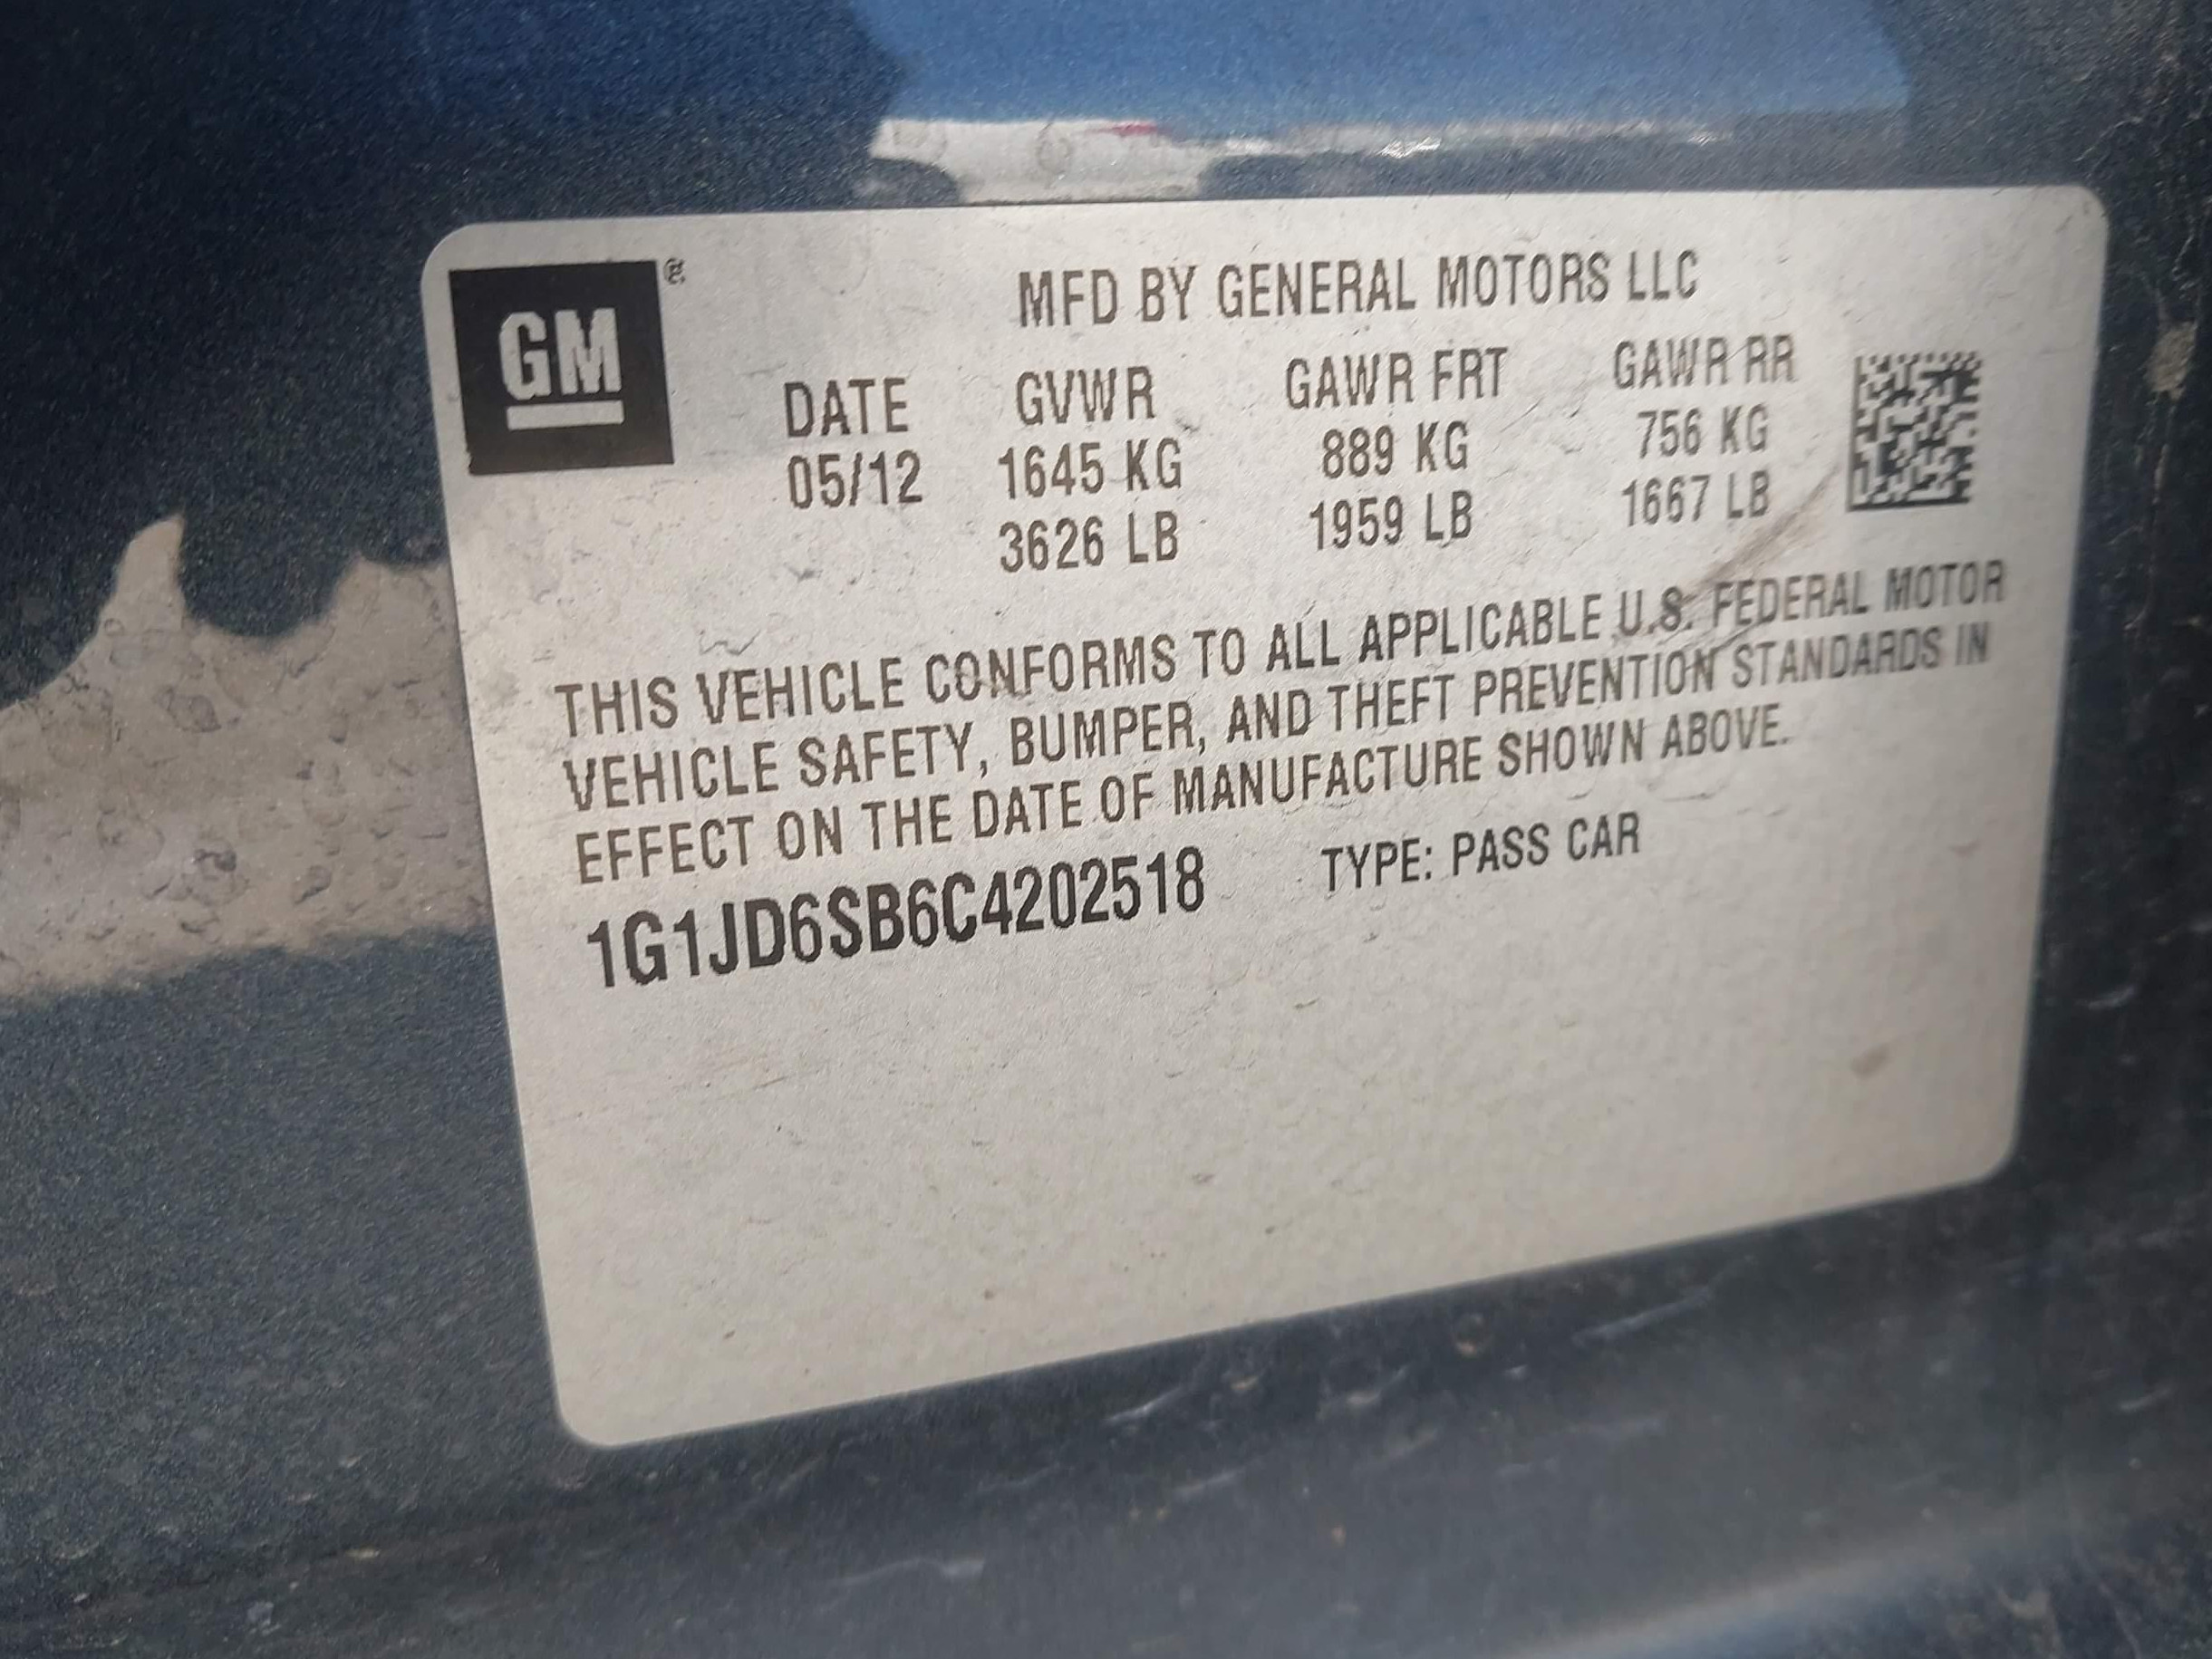 GM ®
MFD BY GENERAL MOTORS LLC
DATE GVWR GAWR FRT GAWR RR
05/12 1645 KG 889 KG 756 KG
3626 LB 1959 LB 1667 LB
THIS VEHICLE CONFORMS TO ALL APPLICABLE U.S. FEDERAL MOTOR
VEHICLE SAFETY, BUMPER, AND THEFT PREVENTION STANDARDS IN
EFFECT ON THE DATE OF MANUFACTURE SHOWN ABOVE.
1G1JD6SB6C4202518 TYPE: PASS CAR